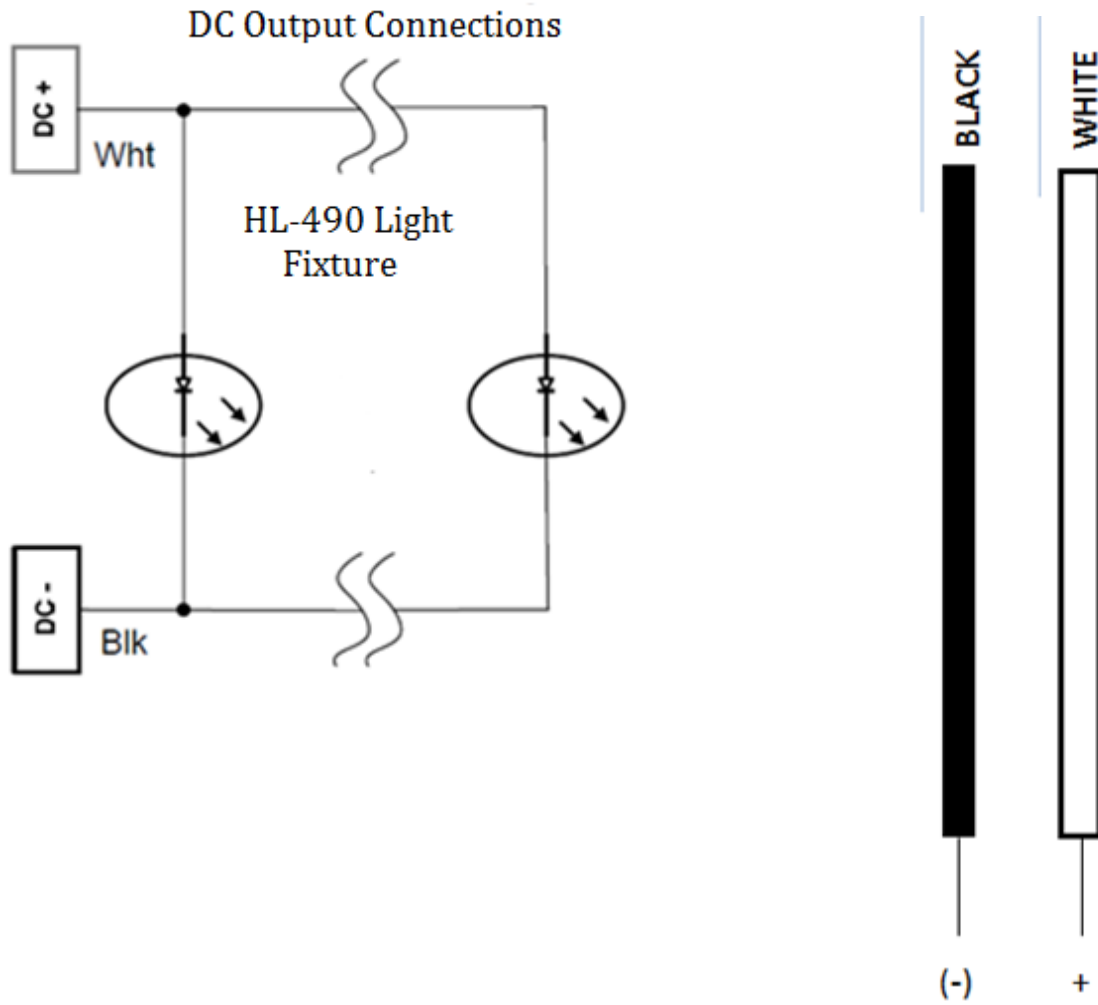 DC Output Connections
DC +
Wht
HL-490 Light
Fixture
DC -
Blk
BLACK
WHITE
(-)
+